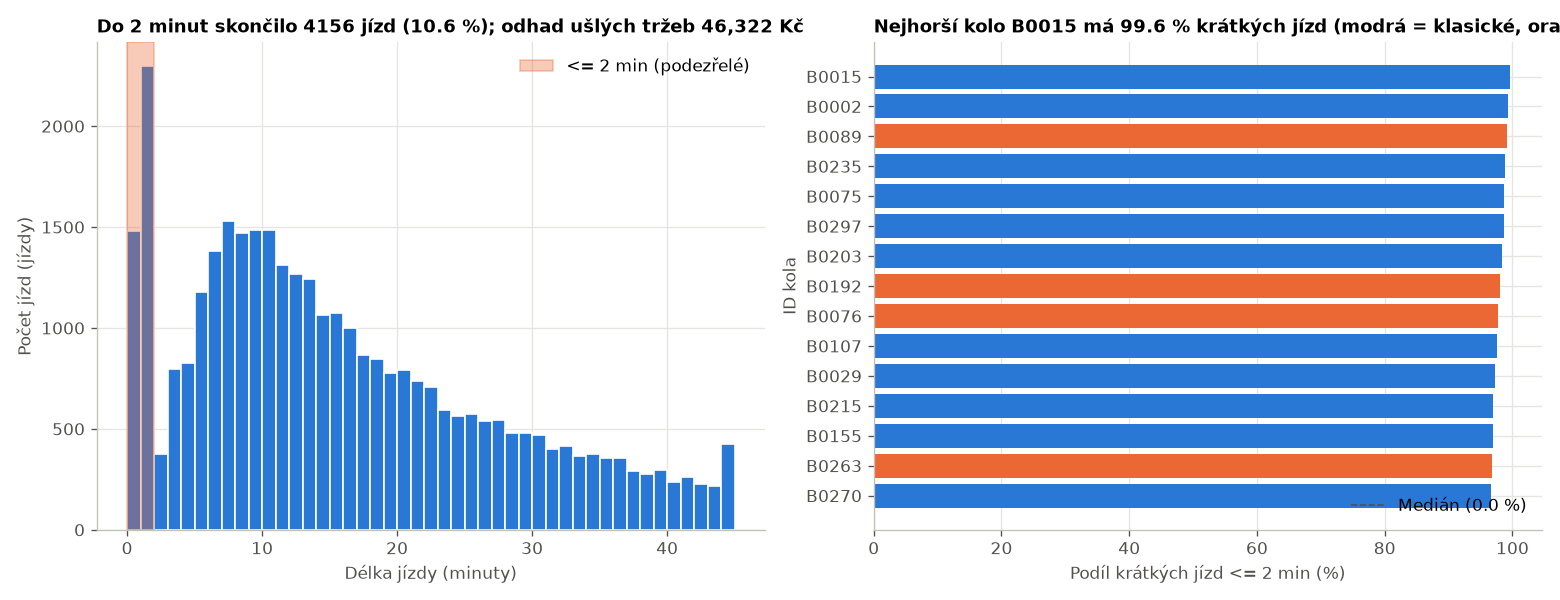 Do 2 minut skončilo 4156 jízd (10.6 %); odhad ušlých tržeb 46,322 Kč
<= 2 min (podezřelé)
2000
1500
1000
500
0
Počet jízd (jízdy)
0 10 20 30 40
Délka jízdy (minuty)
Nejhorší kolo B0015 má 99.6 % krátkých jízd (modrá = klasické, ora
B0015
B0002
B0089
B0235
B0075
B0297
B0203
B0192
B0076
B0107
B0029
B0215
B0155
B0263
B0270
ID kola
Medián (0.0 %)
0 20 40 60 80 100
Podíl krátkých jízd <= 2 min (%)